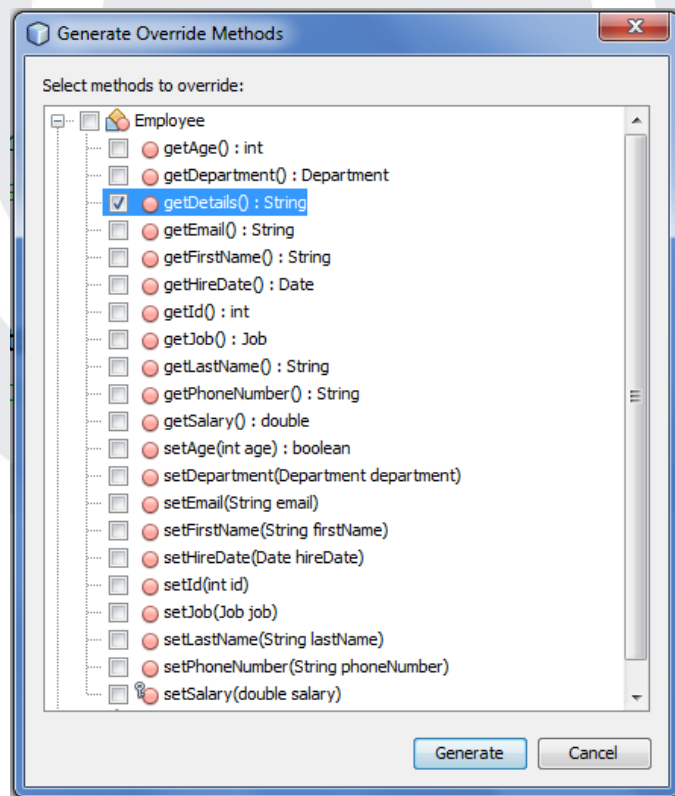 Generate Override Methods
X
Select methods to override:
Employee
getAge() : int
getDepartment() : Department
getDetails() : String
getEmail() : String
getFirstName() : String
getHireDate() : Date
getId() : int
getJob() : Job
getLastName() : String
getPhoneNumber() : String
getSalary() : double
setAge(int age) : boolean
setDepartment(Department department)
setEmail(String email)
setFirstName(String firstName)
setHireDate(Date hireDate)
setId(int id)
setJob(Job job)
setLastName(String lastName)
setPhoneNumber(String phoneNumber)
setSalary(double salary)
Generate Cancel